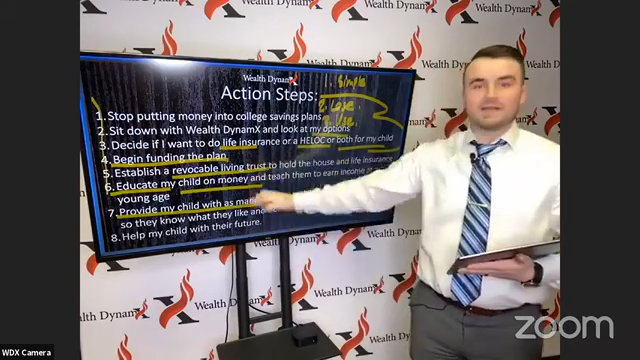 Wealth DynamX
Action Steps:
1. Simple
2. Lose
3. Use.
1. Stop putting money into college savings plans
2. Sit down with Wealth DynamX and look at my options
3. Decide if I want to do life insurance or a HELOC or both for my child
4. Begin funding the plan
5. Establish a revocable living trust to hold the house and life insurance
6. Educate my child on money and teach them to earn income
young age
7. Provide my child with as
so they know what they like and
8. Help my child with their future.
Wealth DynamX
WDX Camera
zoom